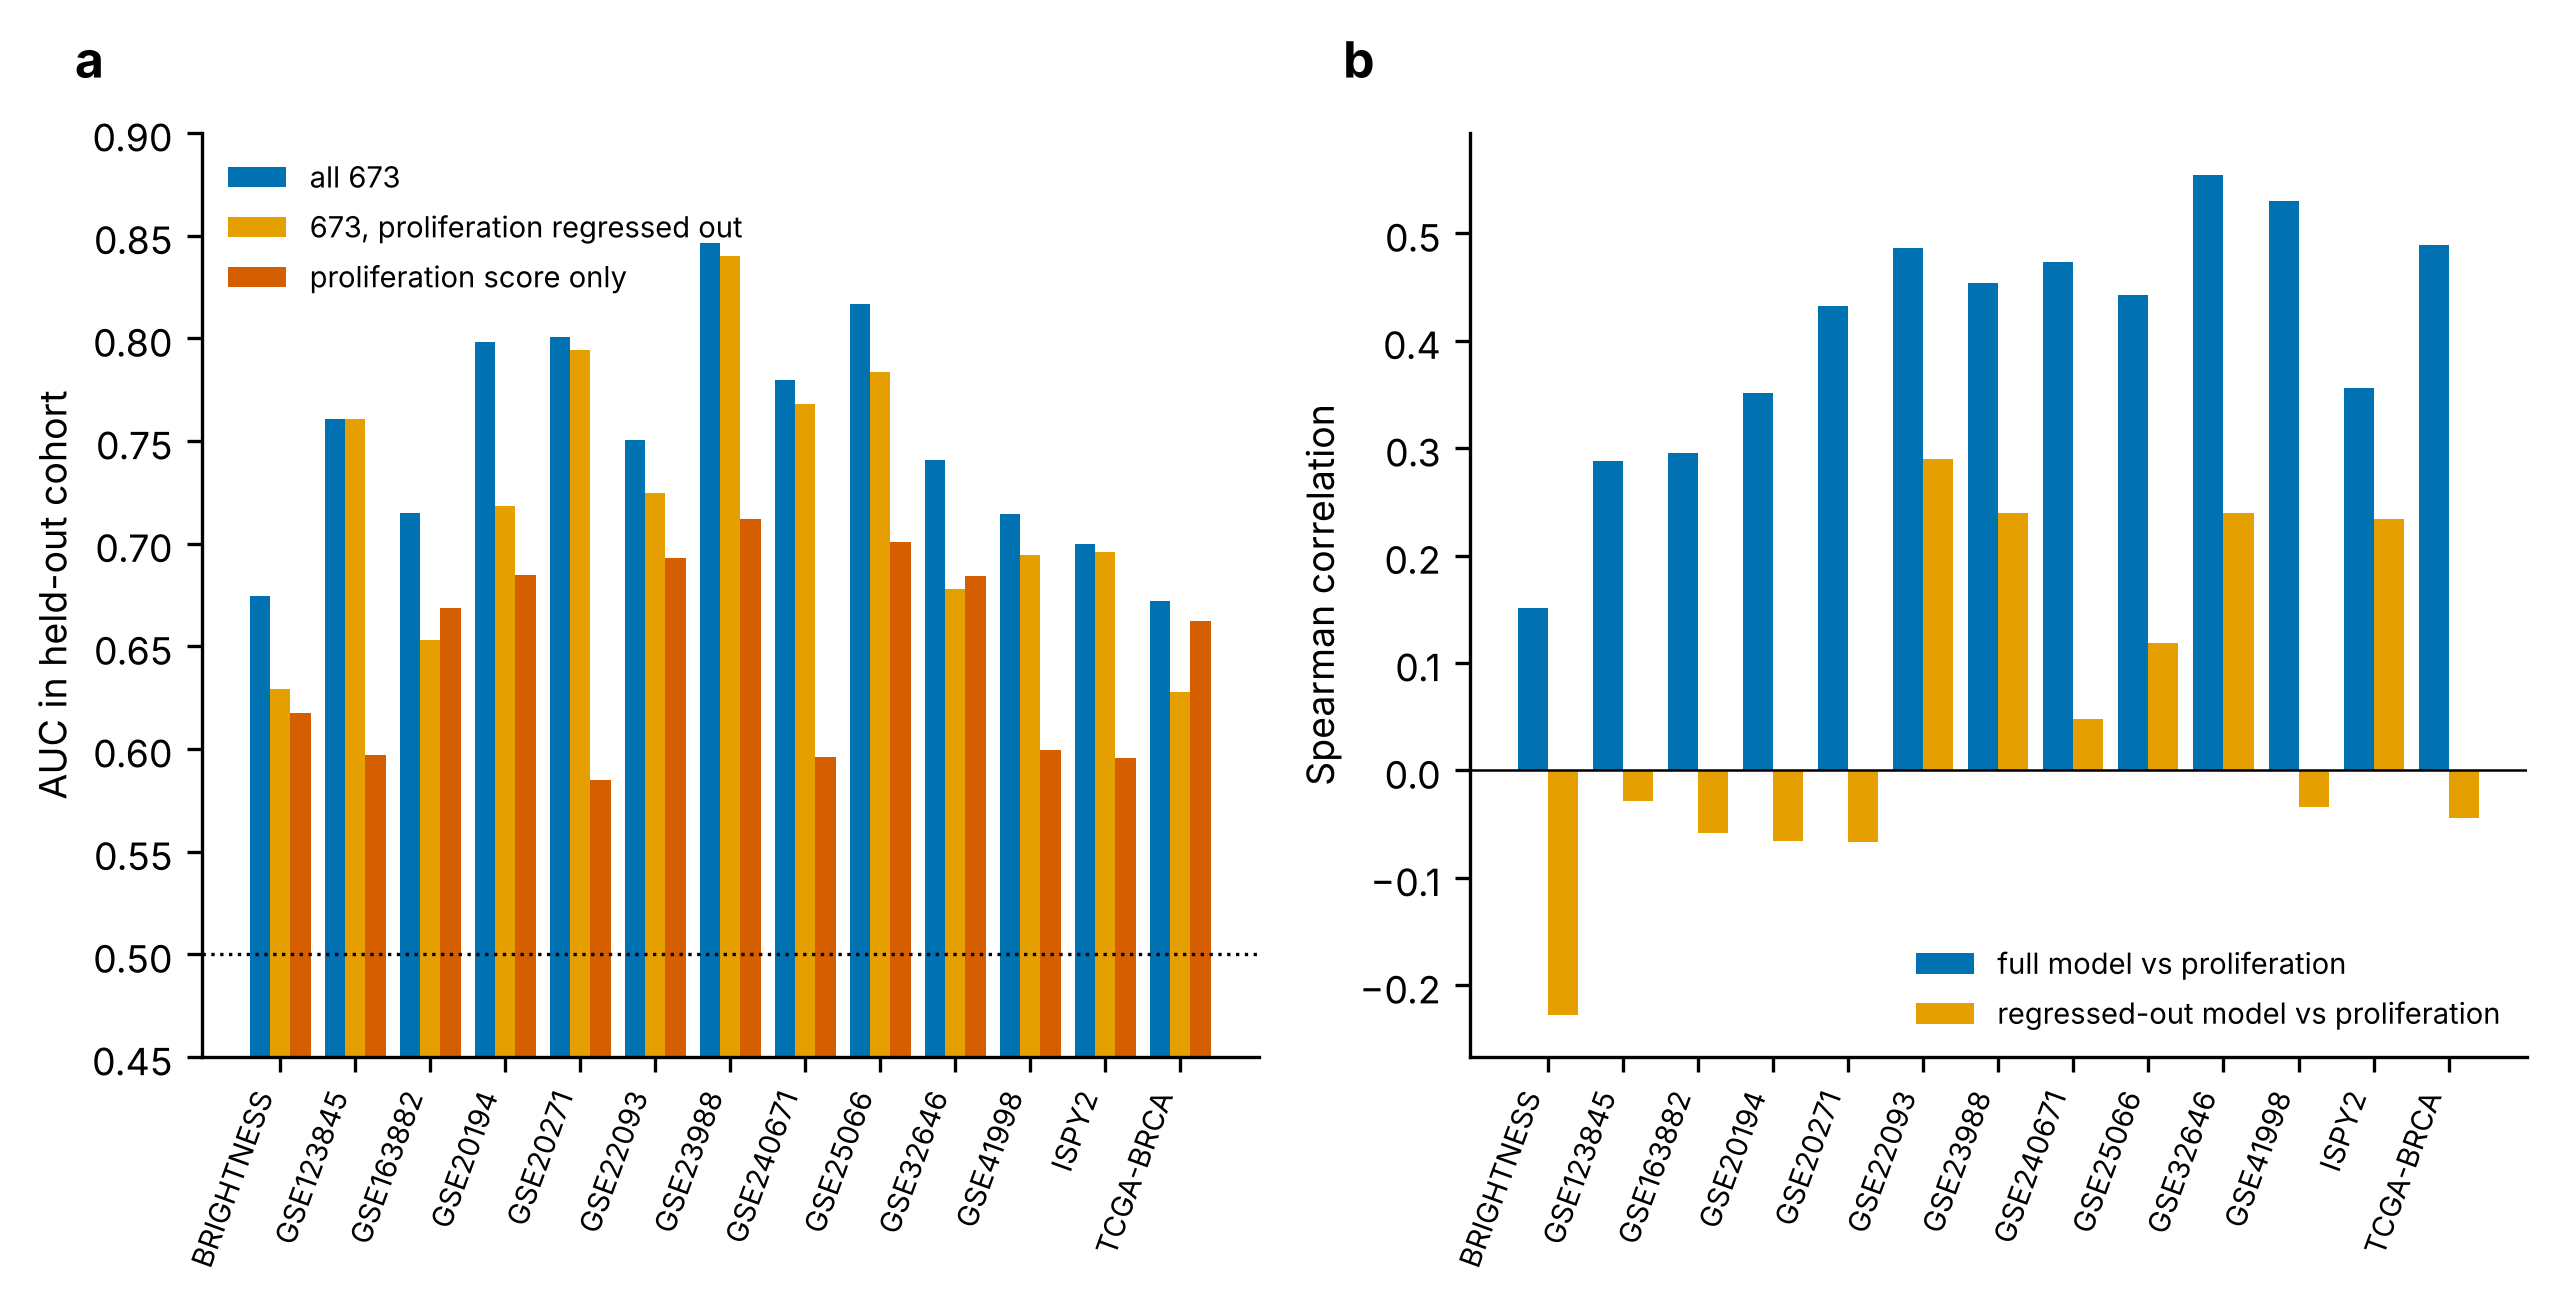 a
0.90
0.85
0.80
0.75
0.70
0.65
0.60
0.55
0.50
0.45
AUC in held-out cohort
all 673
673, proliferation regressed out
proliferation score only
BRIGHTNESS
GSE123845
GSE163882
GSE20194
GSE20271
GSE22093
GSE23988
GSE240671
GSE25066
GSE32646
GSE41998
ISPY2
TCGA-BRCA
b
0.5
0.4
0.3
0.2
0.1
0.0
−0.1
−0.2
Spearman correlation
full model vs proliferation
regressed-out model vs proliferation
BRIGHTNESS
GSE123845
GSE163882
GSE20194
GSE20271
GSE22093
GSE23988
GSE240671
GSE25066
GSE32646
GSE41998
ISPY2
TCGA-BRCA